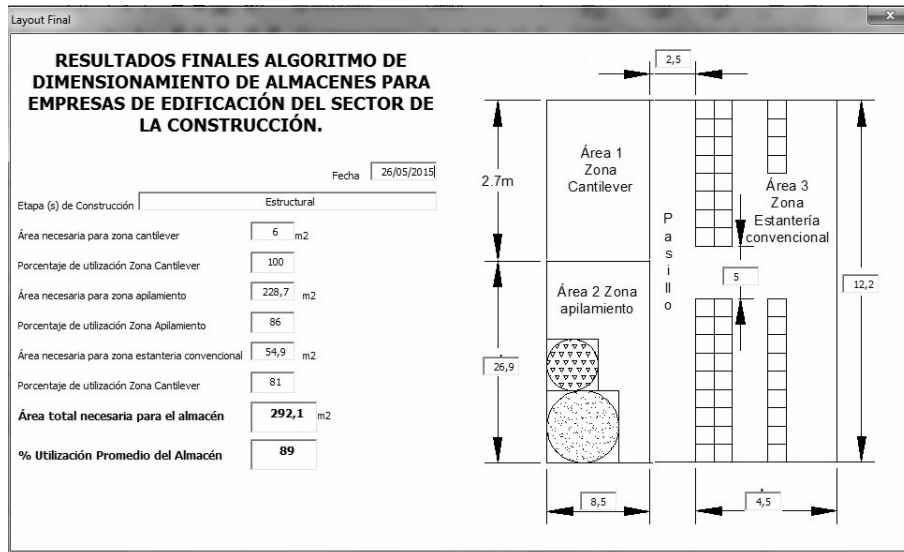 Layout Final
x
RESULTADOS FINALES ALGORITMO DE
DIMENSIONAMIENTO DE ALMACENES PARA
EMPRESAS DE EDIFICACIÓN DEL SECTOR DE
LA CONSTRUCCIÓN.
Fecha 26/05/2015
Etapa (s) de Construcción Estructural
Área necesaria para zona cantilever 6 m2
Porcentaje de utilización Zona Cantilever 100
Área necesaria para zona apilamiento 228,7 m2
Porcentaje de utilización Zona Apilamiento 86
Área necesaria para zona estanteria convencional 54,9 m2
Porcentaje de utilización Zona Cantilever 81
Área total necesaria para el almacén 292,1 m2
% Utilización Promedio del Almacén 89
2,5
2.7m
Área 1
Zona
Cantilever
26,9
Área 2 Zona
apilamiento
Pasillo
Área 3
Zona
Estantería
convencional
5
12,2
8,5
4,5